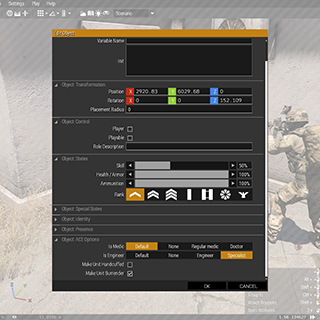 Settings Play Help
Scenario
Edit Object
Variable Name
Init
Object: Transformation
Position X 2920.83 Y 6029.68 Z 0
Rotation X 0 Y 0 Z 152.109
Placement Radius 0
Object: Control
Player
Playable
Role Description
Object: States
Skill 50%
Health / Armor 100%
Ammunition 100%
Rank
Object: Special States
Object: Identity
Object: Presence
Object: ACE Options
Is Medic Default None Regular medic Doctor
Is Engineer Default None Engineer Specialist
Make Unit Handcuffed
Make Unit Surrender
OK CANCEL